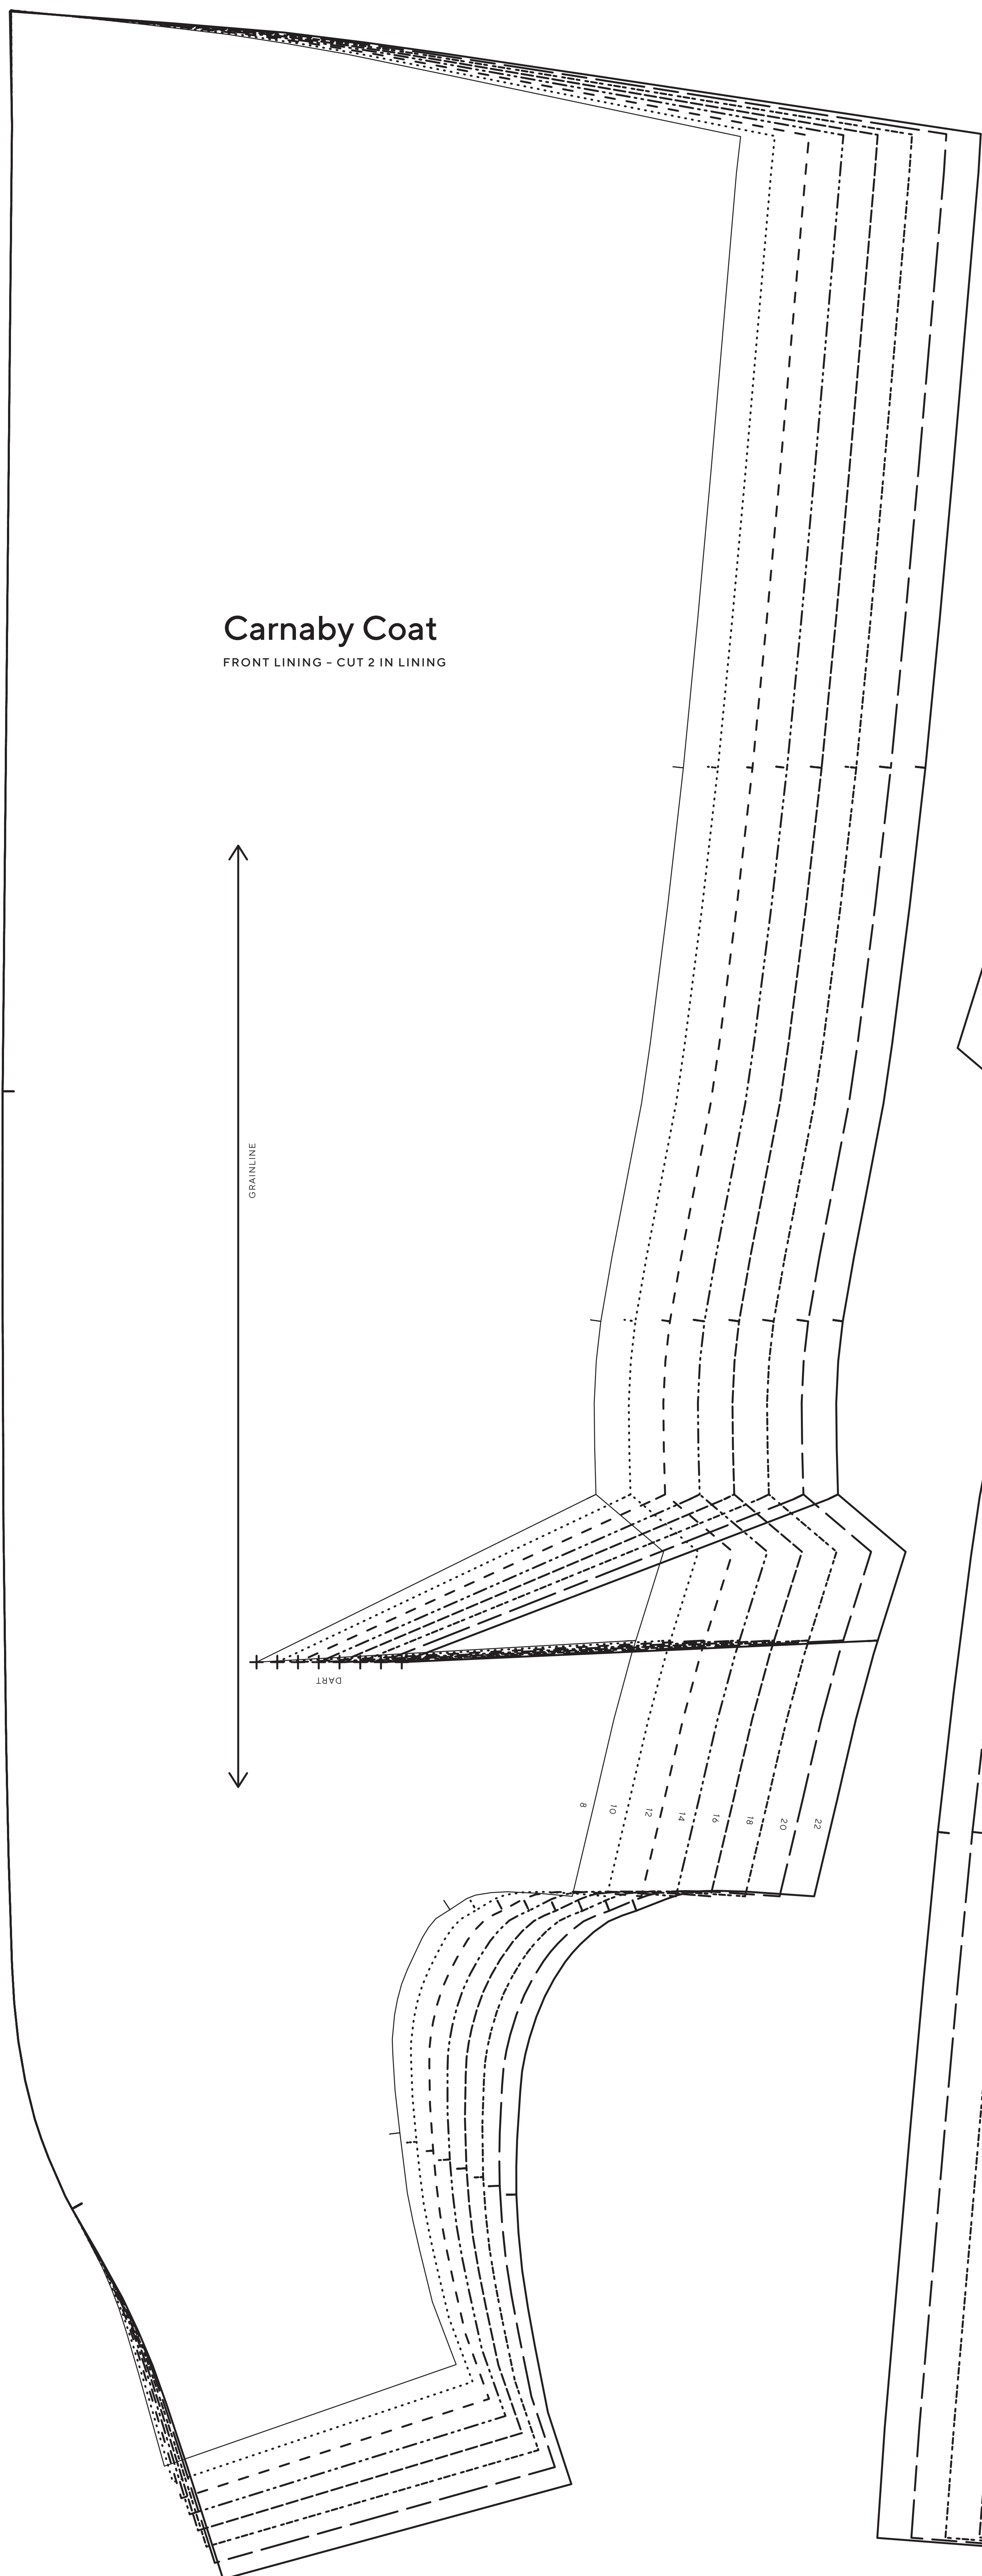 Carnaby Coat
FRONT LINING – CUT 2 IN LINING
GRAINLINE
DART
8
10
12
14
16
18
20
22